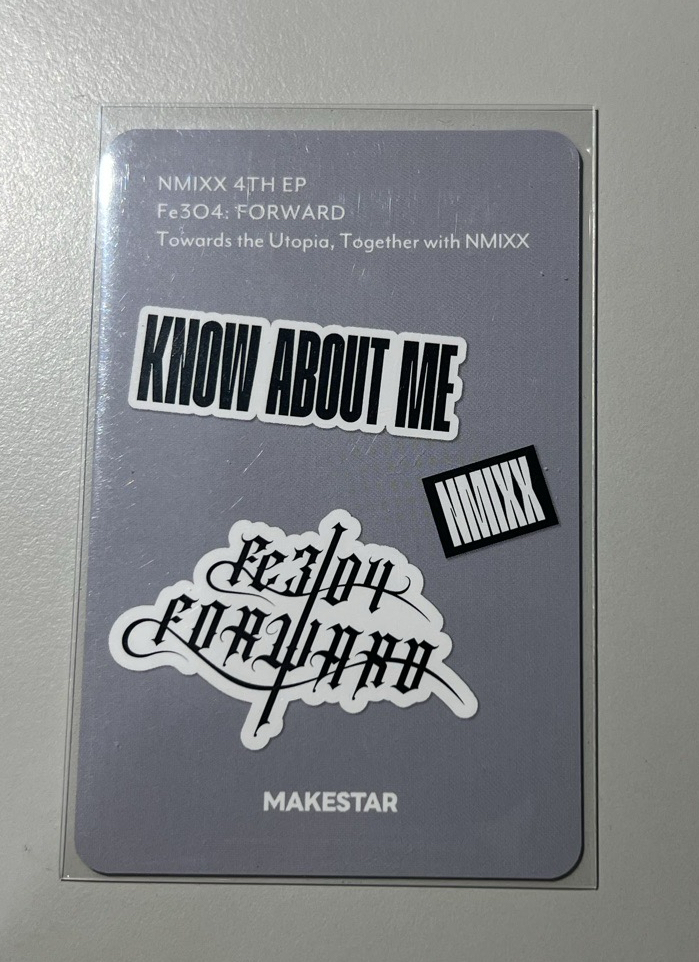 NMIXX 4TH EP
Fe3O4: FORWARD
Towards the Utopia, Together with NMIXX
KNOW ABOUT ME
NMIXX
Fe3O4
FORWARD
MAKESTAR